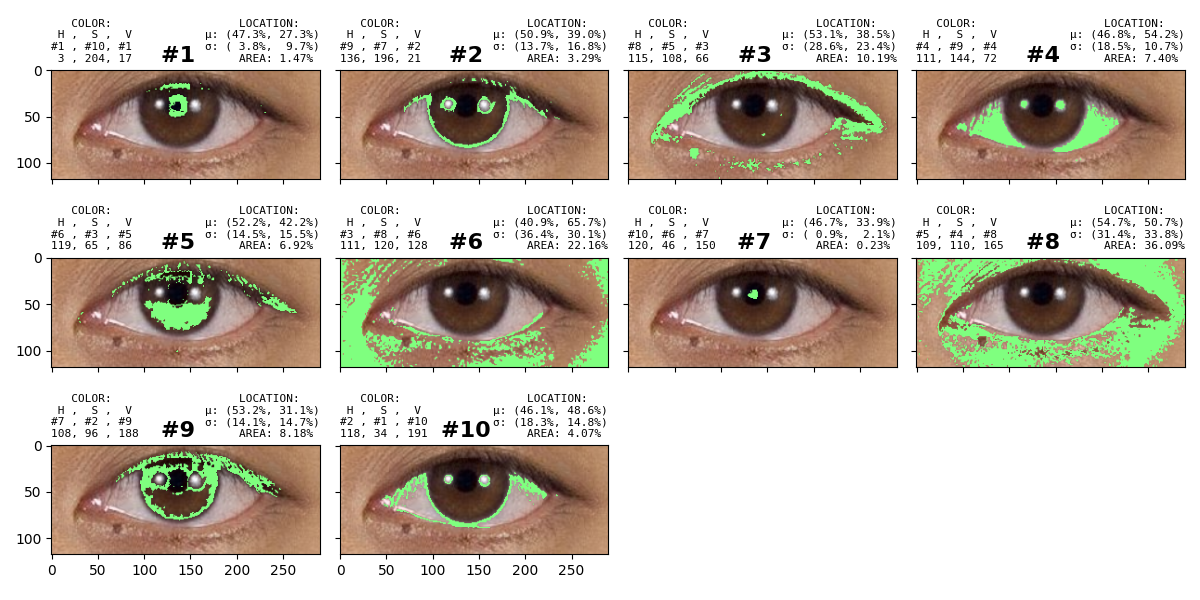 COLOR: LOCATION:
H , S , V μ: (47.3%, 27.3%)
#1 , #10, #1 σ: ( 3.8%, 9.7%)
3 , 204, 17 #1 AREA: 1.47%
COLOR: LOCATION:
H , S , V μ: (50.9%, 39.0%)
#9 , #7 , #2 σ: (13.7%, 16.8%)
136, 196, 21 #2 AREA: 3.29%
COLOR: LOCATION:
H , S , V μ: (53.1%, 38.5%)
#8 , #5 , #3 σ: (28.6%, 23.4%)
115, 108, 66 #3 AREA: 10.19%
COLOR: LOCATION:
H , S , V μ: (46.8%, 54.2%)
#4 , #9 , #4 σ: (18.5%, 10.7%)
111, 144, 72 #4 AREA: 7.40%
0
50
100
COLOR: LOCATION:
H , S , V μ: (52.2%, 42.2%)
#6 , #3 , #5 σ: (14.5%, 15.5%)
119, 65 , 86 #5 AREA: 6.92%
COLOR: LOCATION:
H , S , V μ: (40.9%, 65.7%)
#3 , #8 , #6 σ: (36.4%, 30.1%)
111, 120, 128 #6 AREA: 22.16%
COLOR: LOCATION:
H , S , V μ: (46.7%, 33.9%)
#10, #6 , #7 σ: ( 0.9%, 2.1%)
120, 46 , 150 #7 AREA: 0.23%
COLOR: LOCATION:
H , S , V μ: (54.7%, 50.7%)
#5 , #4 , #8 σ: (31.4%, 33.8%)
109, 110, 165 #8 AREA: 36.09%
0
50
100
COLOR: LOCATION:
H , S , V μ: (53.2%, 31.1%)
#7 , #2 , #9 σ: (14.1%, 14.7%)
108, 96 , 188 #9 AREA: 8.18%
COLOR: LOCATION:
H , S , V μ: (46.1%, 48.6%)
#2 , #1 , #10 σ: (18.3%, 14.8%)
118, 34 , 191 #10 AREA: 4.07%
0
50
100
0 50 100 150 200 250
0 50 100 150 200 250